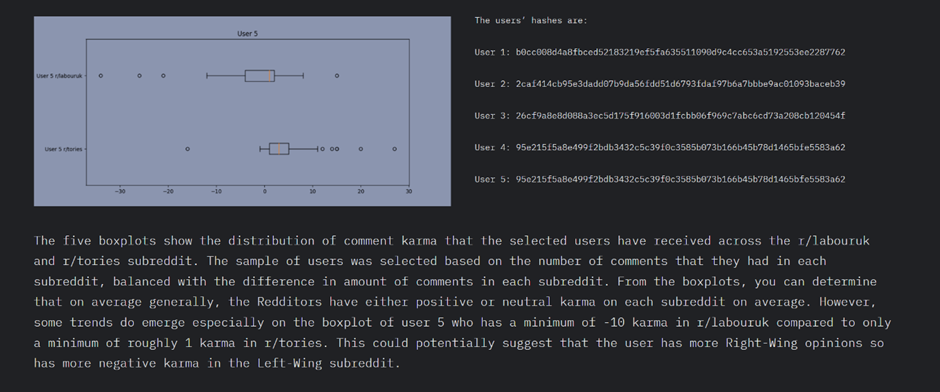 User 5
User 5 r/labouruk
User 5 r/tories
−30 −20 −10 0 10 20 30
The users' hashes are:
User 1: b0cc008d4a8fbced52183219ef5fa635511090d9c4cc653a5192553ee2287762
User 2: 2caf414cb95e3dadd07b9da56fdd51d6793fdaf97b6a7bbbe9ac01093baceb39
User 3: 26cf9a8e8d088a3ec5d175f916003d1fcbb06f969c7abc6cd73a208cb120454f
User 4: 95e215f5a8e499f2bdb3432c5c39f0c3585b073b166b45b78d1465bfe5583a62
User 5: 95e215f5a8e499f2bdb3432c5c39f0c3585b073b166b45b78d1465bfe5583a62
The five boxplots show the distribution of comment karma that the selected users have received across the r/labouruk
and r/tories subreddit. The sample of users was selected based on the number of comments that they had in each
subreddit, balanced with the difference in amount of comments in each subreddit. From the boxplots, you can determine
that on average generally, the Redditors have either positive or neutral karma on each subreddit on average. However,
some trends do emerge especially on the boxplot of user 5 who has a minimum of -10 karma in r/labouruk compared to only
a minimum of roughly 1 karma in r/tories. This could potentially suggest that the user has more Right-Wing opinions so
has more negative karma in the Left-Wing subreddit.